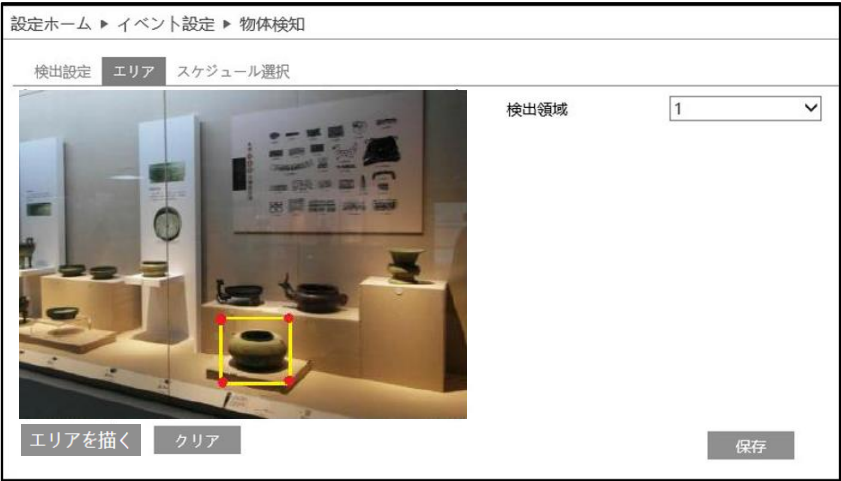 設定ホーム ▶ イベント設定 ▶ 物体検知
検出設定 エリア スケジュール選択
検出領域 1
エリアを描く クリア 保存